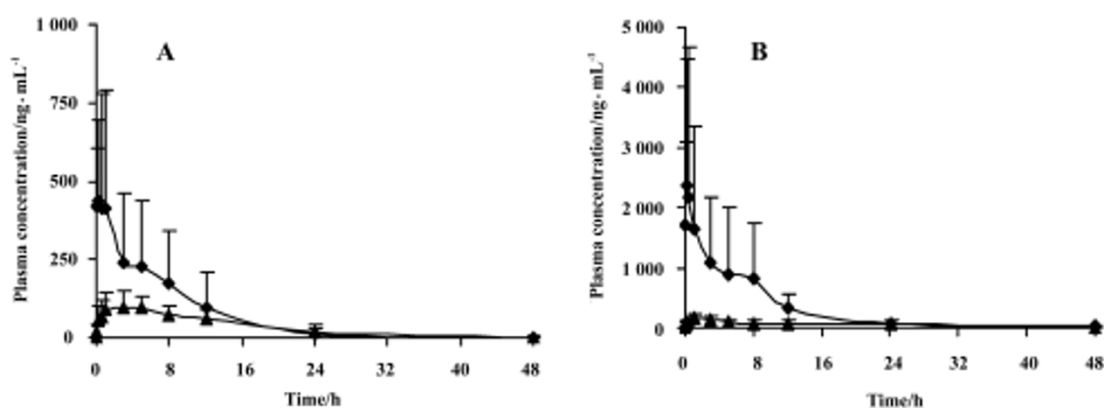 A
Plasma concentration/ng· mL⁻¹
1 000
750
500
250
0
0 8 16 24 32 40 48
Time/h
B
Plasma concentration/ng· mL⁻¹
5 000
4 000
3 000
2 000
1 000
0
0 8 16 24 32 40 48
Time/h